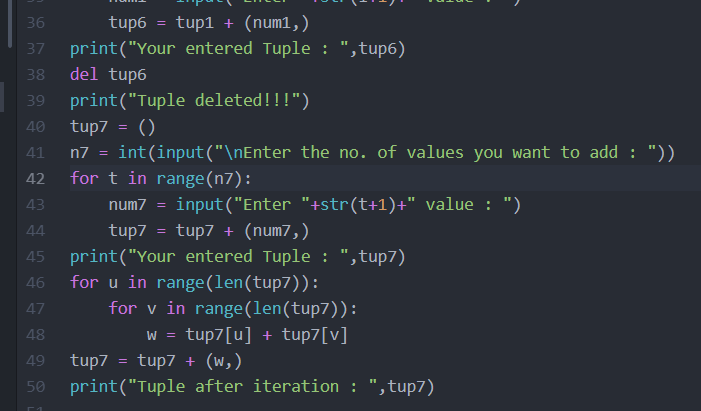 36 tup6 = tup1 + (num1,)
37 print("Your entered Tuple : ",tup6)
38 del tup6
39 print("Tuple deleted!!!")
40 tup7 = ()
41 n7 = int(input("\nEnter the no. of values you want to add : "))
42 for t in range(n7):
43 num7 = input("Enter "+str(t+1)+" value : ")
44 tup7 = tup7 + (num7,)
45 print("Your entered Tuple : ",tup7)
46 for u in range(len(tup7)):
47 for v in range(len(tup7)):
48 w = tup7[u] + tup7[v]
49 tup7 = tup7 + (w,)
50 print("Tuple after iteration : ",tup7)